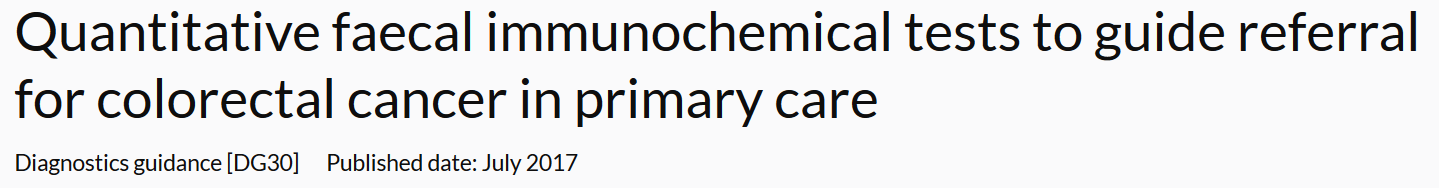 Quantitative faecal immunochemical tests to guide referral
for colorectal cancer in primary care
Diagnostics guidance [DG30] Published date: July 2017